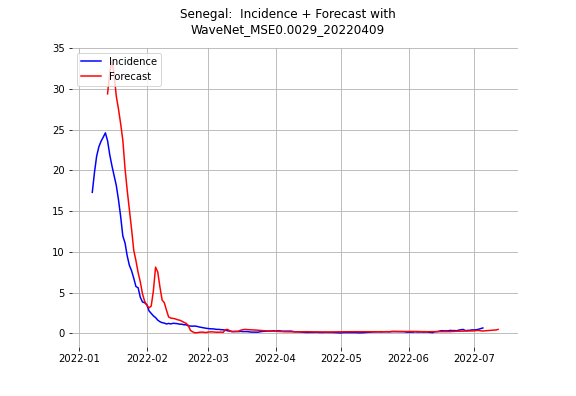 Senegal:  Incidence + Forecast with
WaveNet_MSE0.0029_20220409
35
30
25
20
15
10
5
0
Incidence
Forecast
2022-01 2022-02 2022-03 2022-04 2022-05 2022-06 2022-07